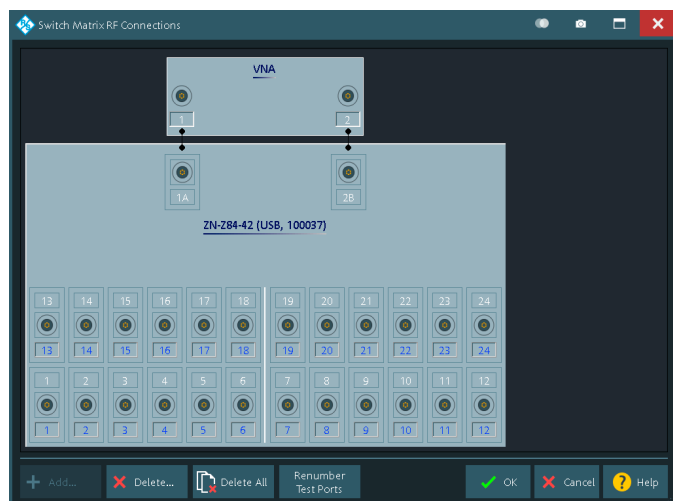 Switch Matrix RF Connections
VNA
1 2
1A 2B
ZN-Z84-42 (USB, 100037)
13 14 15 16 17 18 19 20 21 22 23 24
13 14 15 16 17 18 19 20 21 22 23 24
1 2 3 4 5 6 7 8 9 10 11 12
1 2 3 4 5 6 7 8 9 10 11 12
Add... Delete... Delete All Renumber Test Ports OK Cancel ? Help